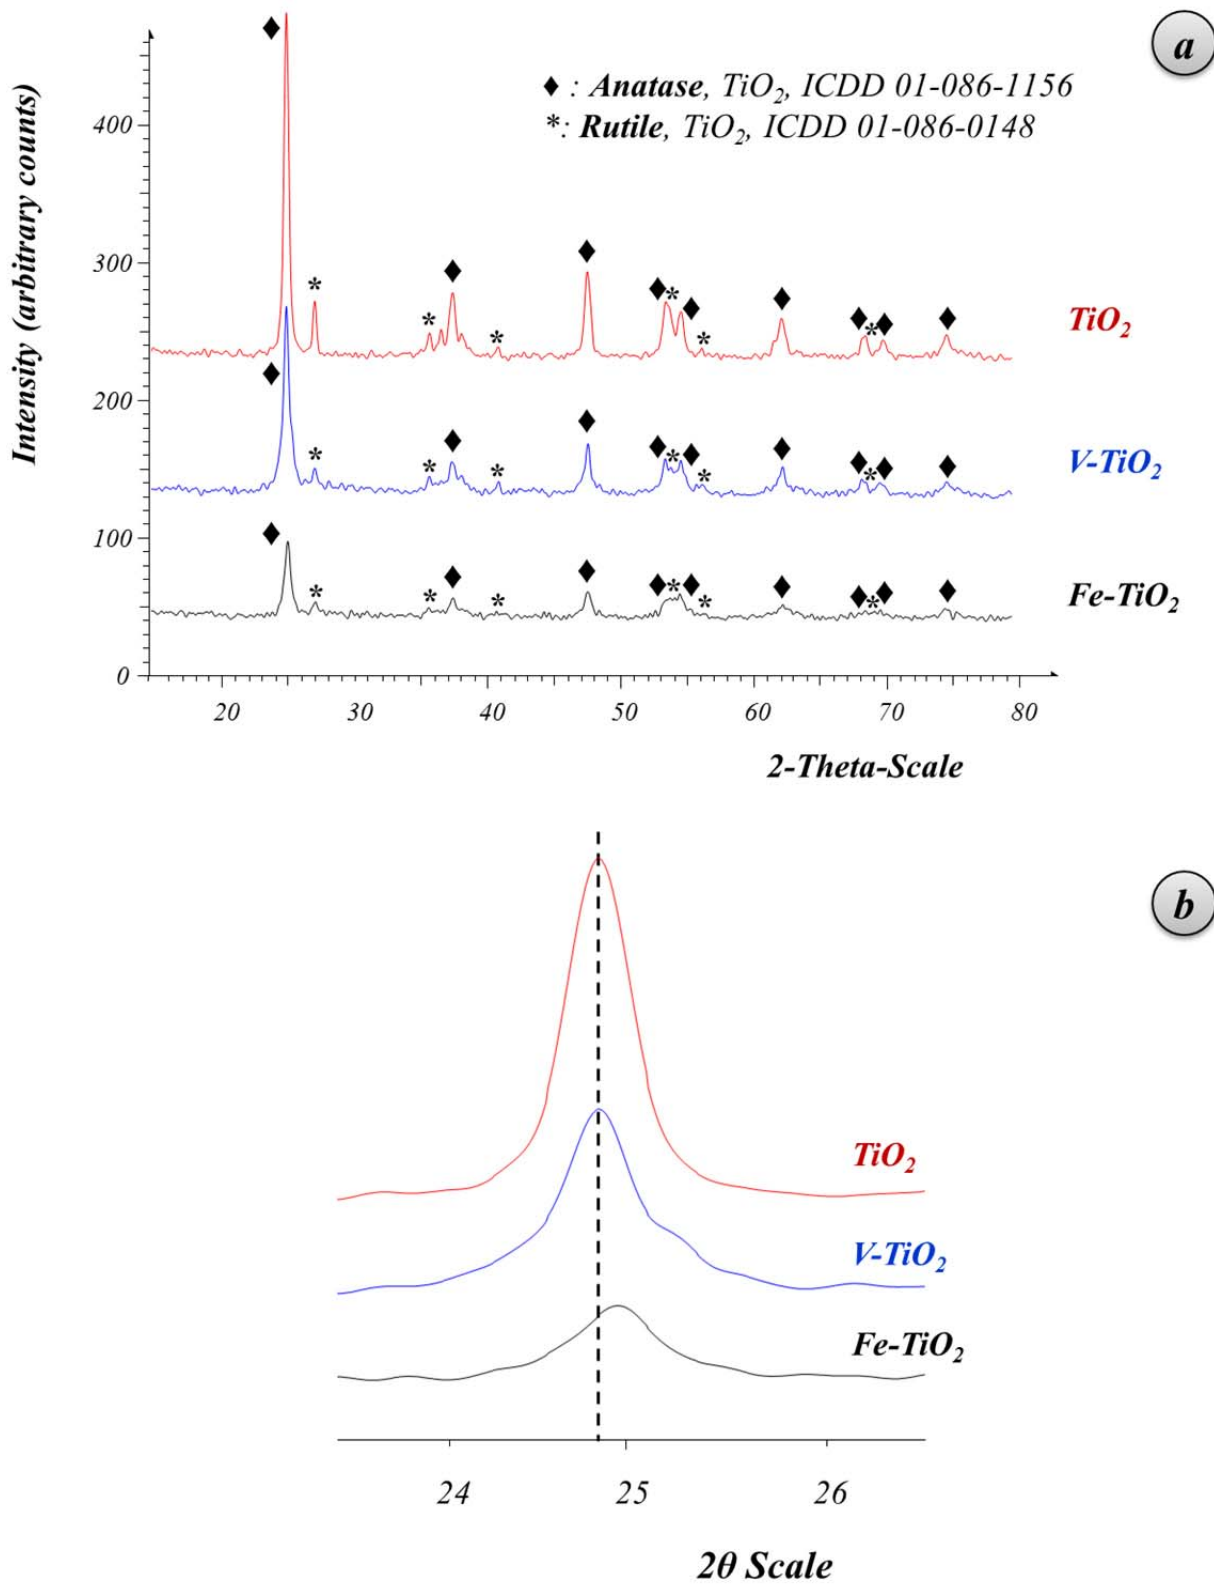 a
Intensity (arbitrary counts)
♦ : Anatase, TiO₂, ICDD 01-086-1156
*: Rutile, TiO₂, ICDD 01-086-0148
400
300
200
100
0
TiO₂
V-TiO₂
Fe-TiO₂
20 30 40 50 60 70 80
2-Theta-Scale
b
TiO₂
V-TiO₂
Fe-TiO₂
24 25 26
2θ Scale